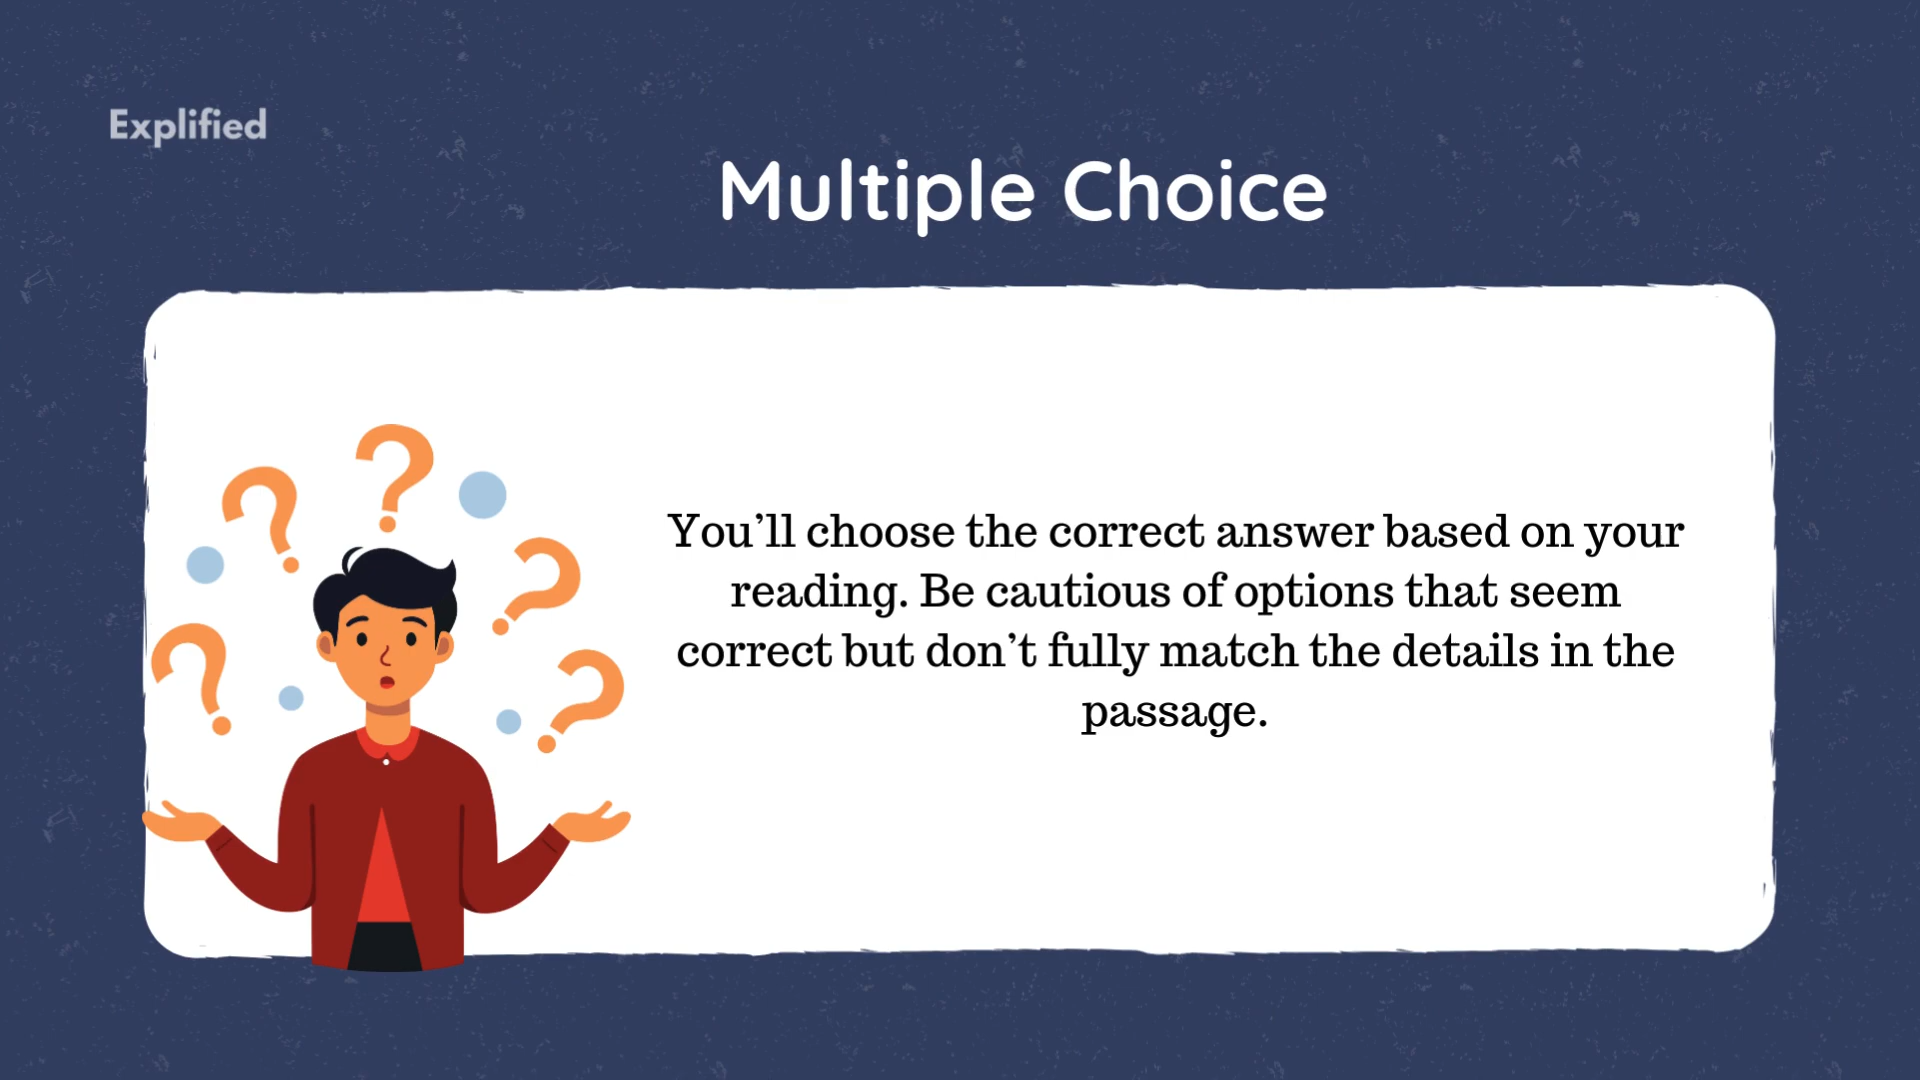 Explified
Multiple Choice
You’ll choose the correct answer based on your
reading. Be cautious of options that seem
correct but don’t fully match the details in the
passage.